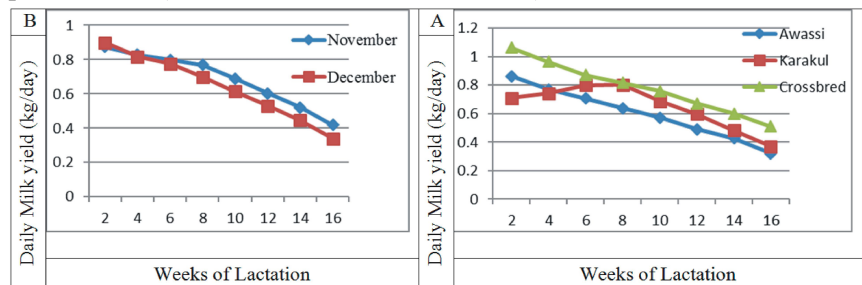 B
Daily Milk yield (kg/day)
1
0.8
0.6
0.4
0.2
0
November
December
2 4 6 8 10 12 14 16
Weeks of Lactation
A
Daily Milk yield (kg/day)
1.2
1
0.8
0.6
0.4
0.2
0
Awassi
Karakul
Crossbred
2 4 6 8 10 12 14 16
Weeks of Lactation